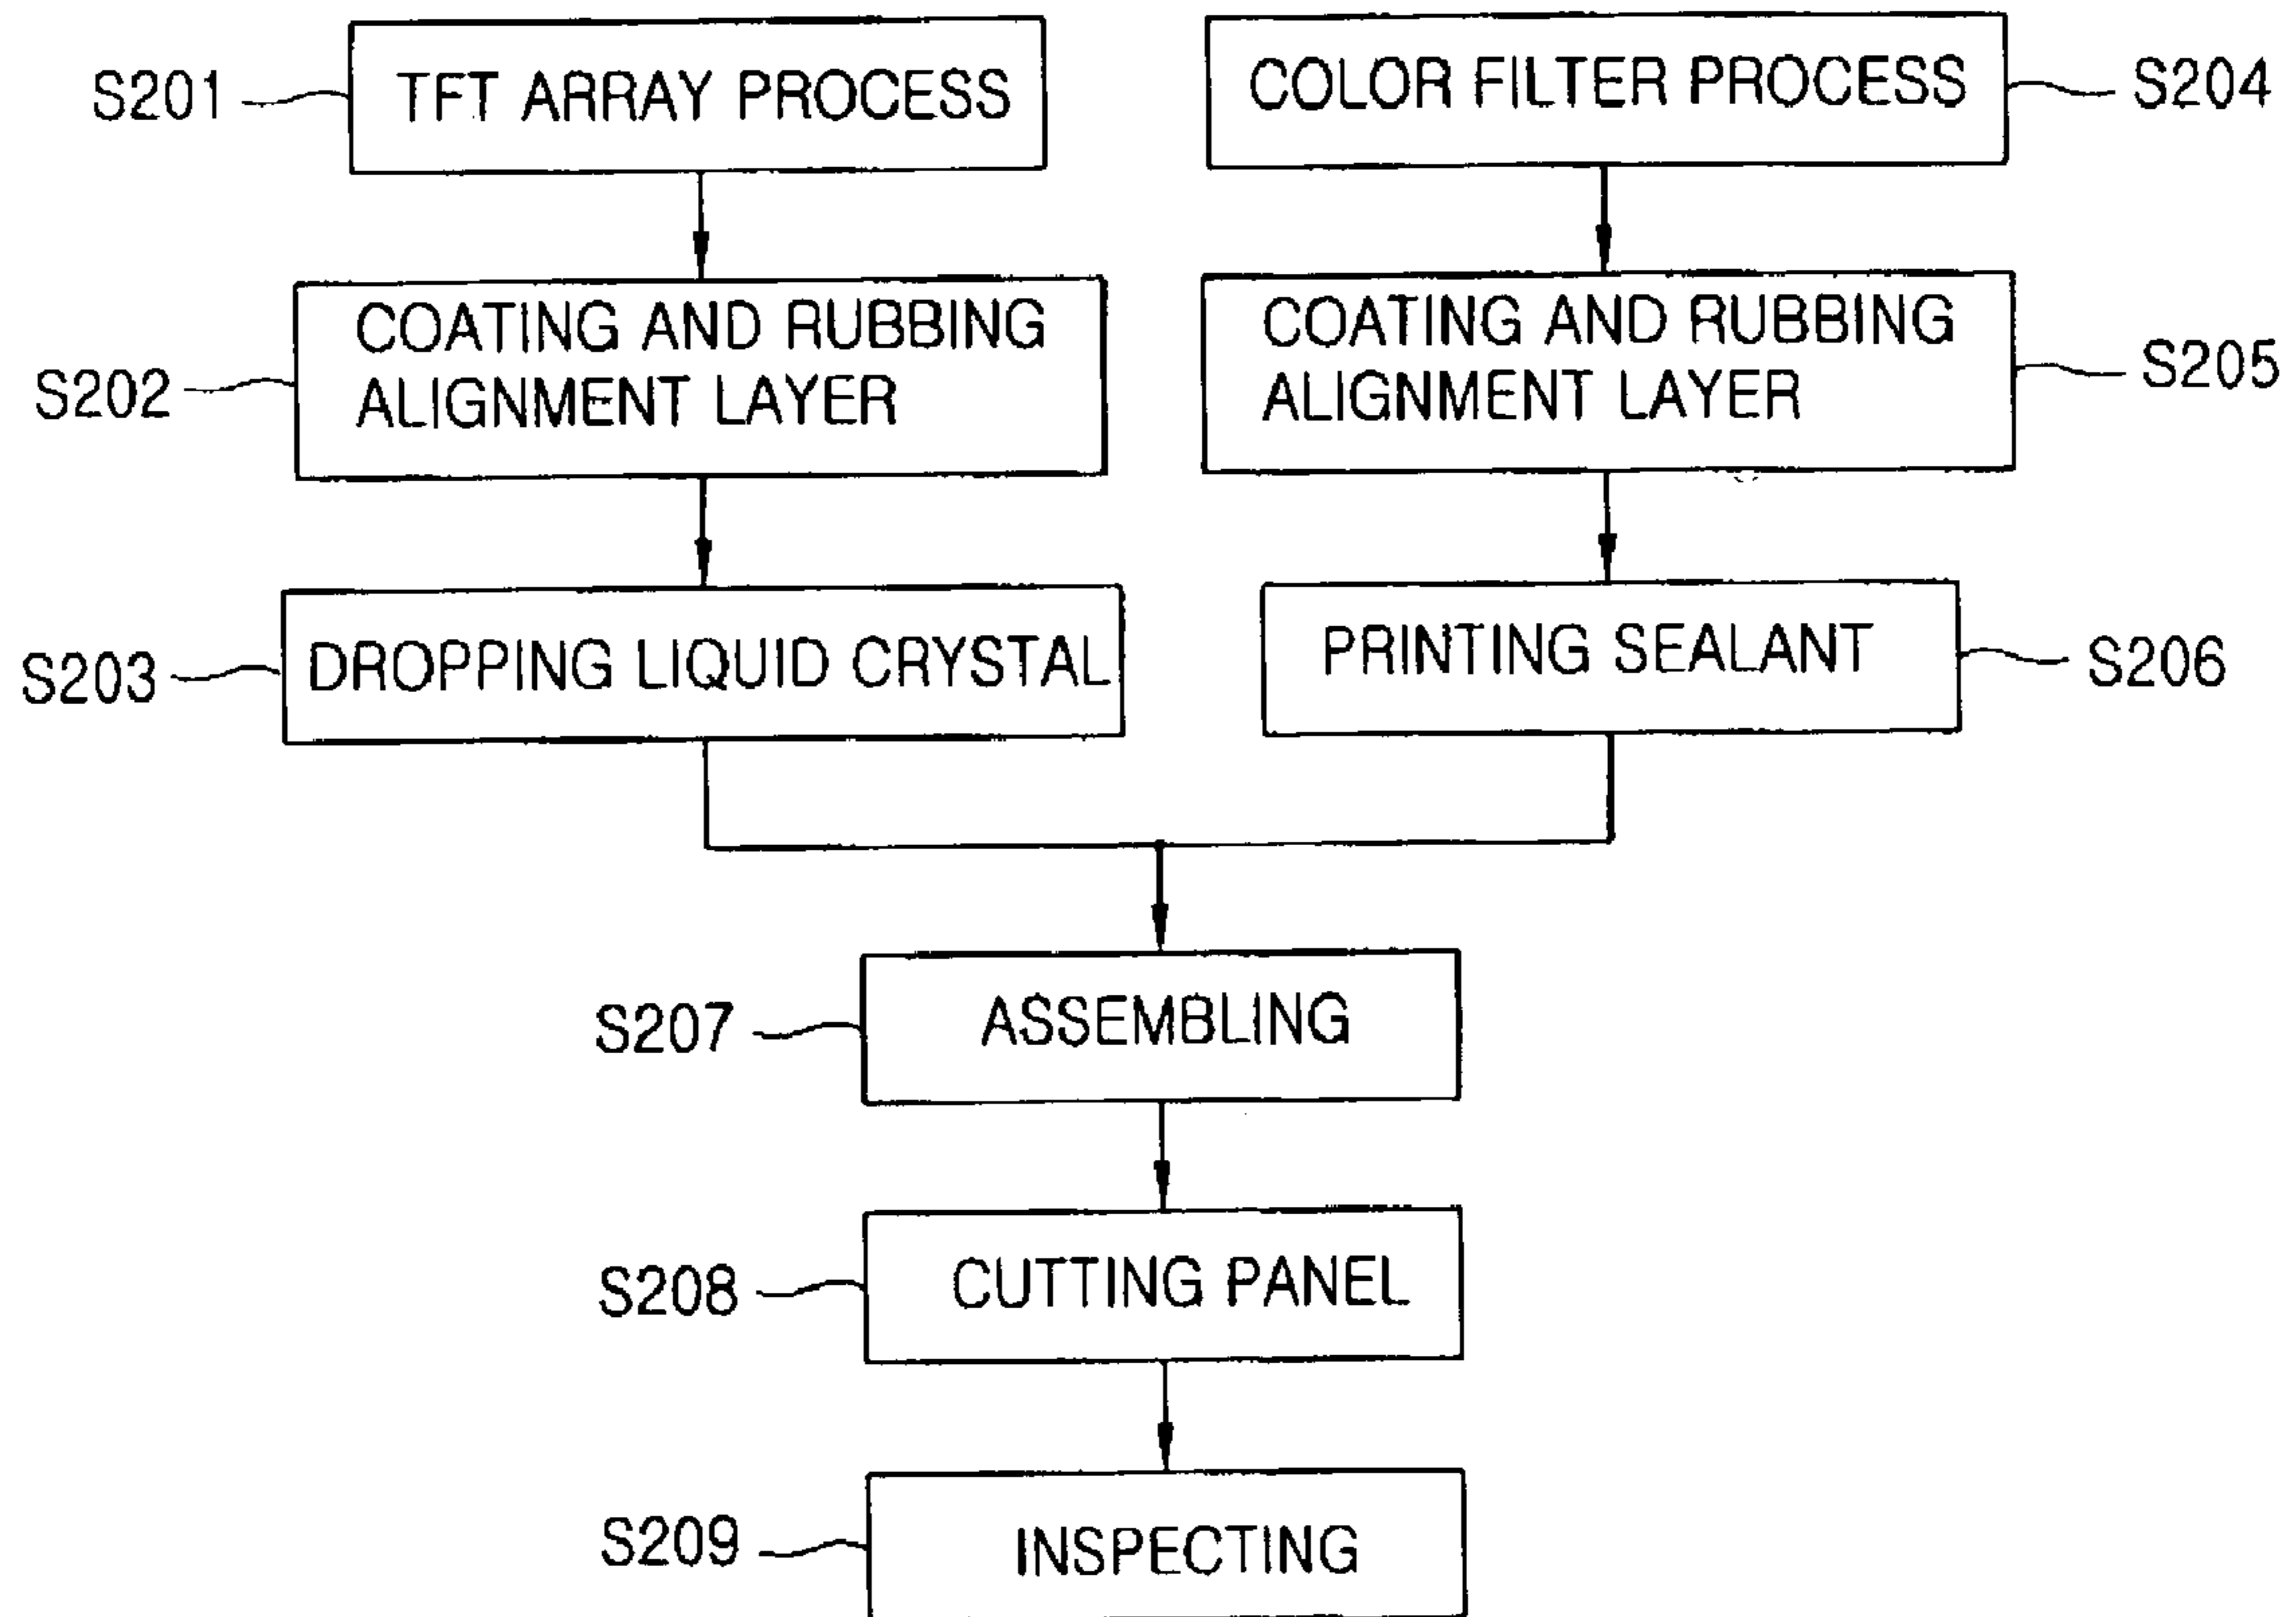 S201
TFT ARRAY PROCESS
COLOR FILTER PROCESS
S204
S202
COATING AND RUBBING
ALIGNMENT LAYER
COATING AND RUBBING
ALIGNMENT LAYER
S205
S203
DROPPING LIQUID CRYSTAL
PRINTING SEALANT
S206
S207
ASSEMBLING
S208
CUTTING PANEL
S209
INSPECTING